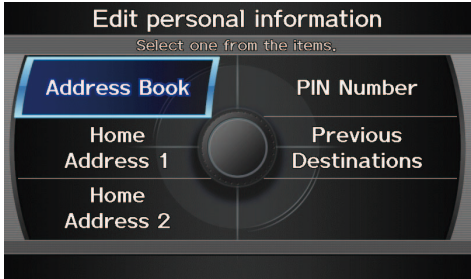 Edit personal information
Select one from the items.
Address Book
PIN Number
Home
Address 1
Previous
Destinations
Home
Address 2